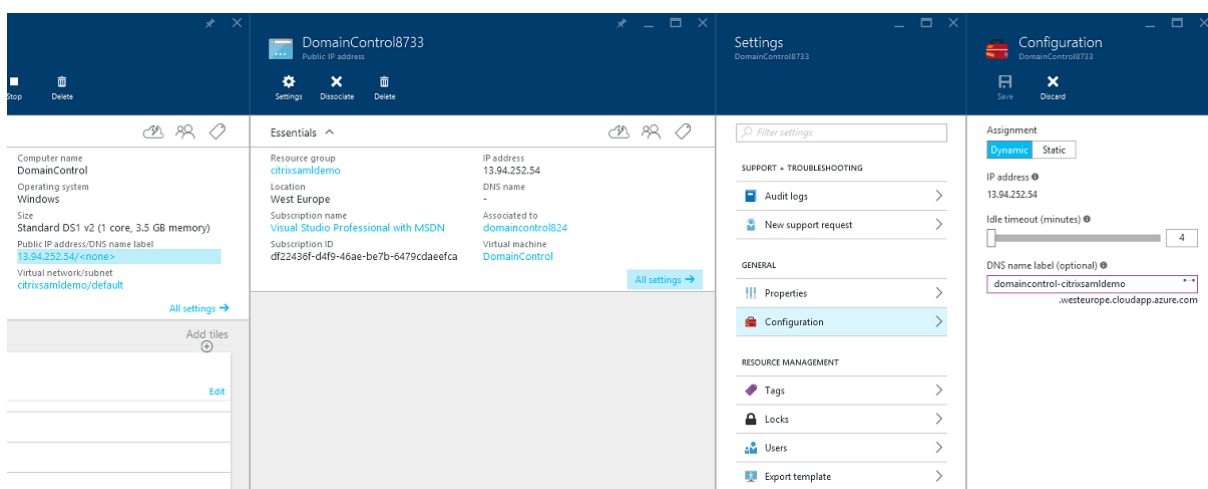 Stop
Delete
Computer name
DomainControl
Operating system
Windows
Size
Standard DS1 v2 (1 core, 3.5 GB memory)
Public IP address/DNS name label
13.94.252.54/<none>
Virtual network/subnet
citrixsamldemo/default
All settings →
Add tiles
Edit
DomainControl8733
Public IP address
Settings
Dissociate
Delete
Essentials
Resource group
citrixsamldemo
Location
West Europe
Subscription name
Visual Studio Professional with MSDN
Subscription ID
df22436f-d4f9-46ae-be7b-6479cdaeefca
IP address
13.94.252.54
DNS name
-
Associated to
domaincontrol824
Virtual machine
DomainControl
All settings →
Settings
DomainControl8733
Filter settings
SUPPORT + TROUBLESHOOTING
Audit logs
New support request
GENERAL
Properties
Configuration
RESOURCE MANAGEMENT
Tags
Locks
Users
Export template
Configuration
DomainControl8733
Save
Discard
Assignment
Dynamic Static
IP address
13.94.252.54
Idle timeout (minutes)
4
DNS name label (optional)
domaincontrol-citrixsamldemo
.westeurope.cloudapp.azure.com